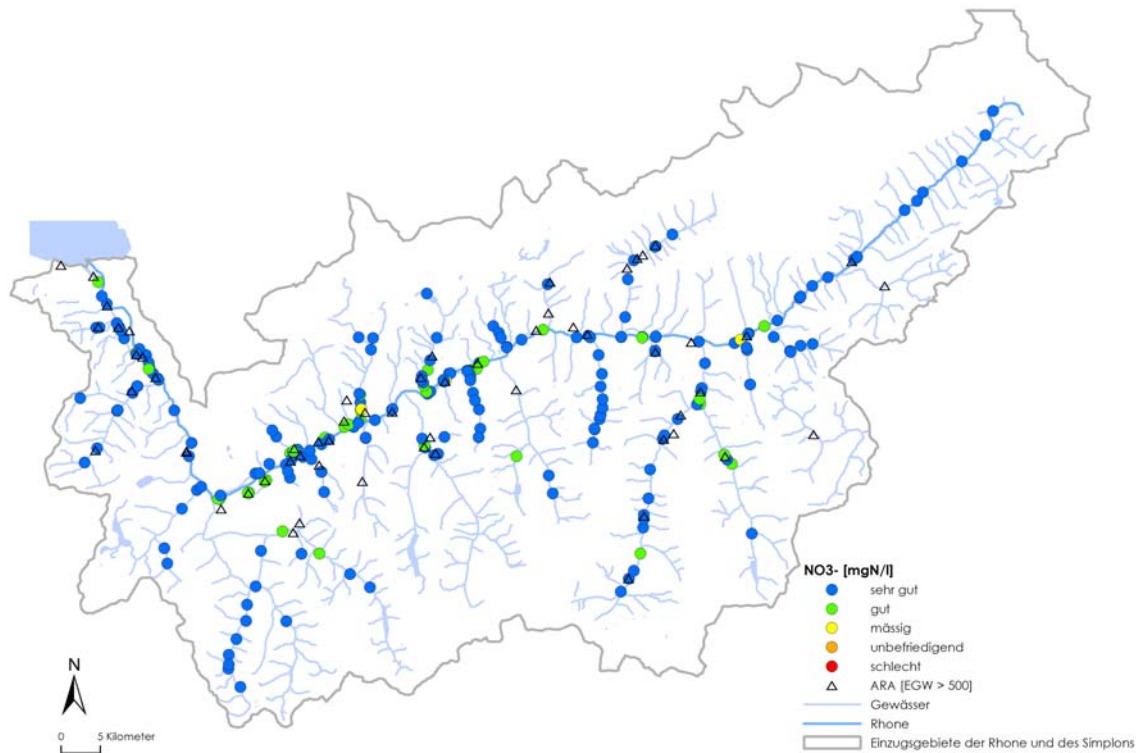 NO3- [mgN/l]
sehr gut
gut
mässig
unbefriedigend
schlecht
ARA [EGW > 500]
Gewässer
Rhone
Einzugsgebiete der Rhone und des Simplons
N
0 5 Kilometer